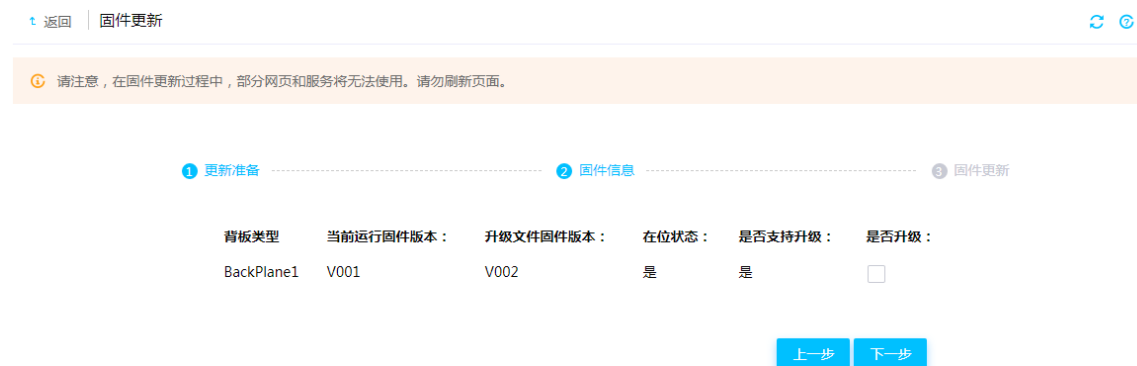 返回 固件更新
请注意，在固件更新过程中，部分网页和服务将无法使用。请勿刷新页面。
1 更新准备 2 固件信息 3 固件更新
背板类型 当前运行固件版本： 升级文件固件版本： 在位状态： 是否支持升级： 是否升级：
BackPlane1 V001 V002 是 是
上一步 下一步